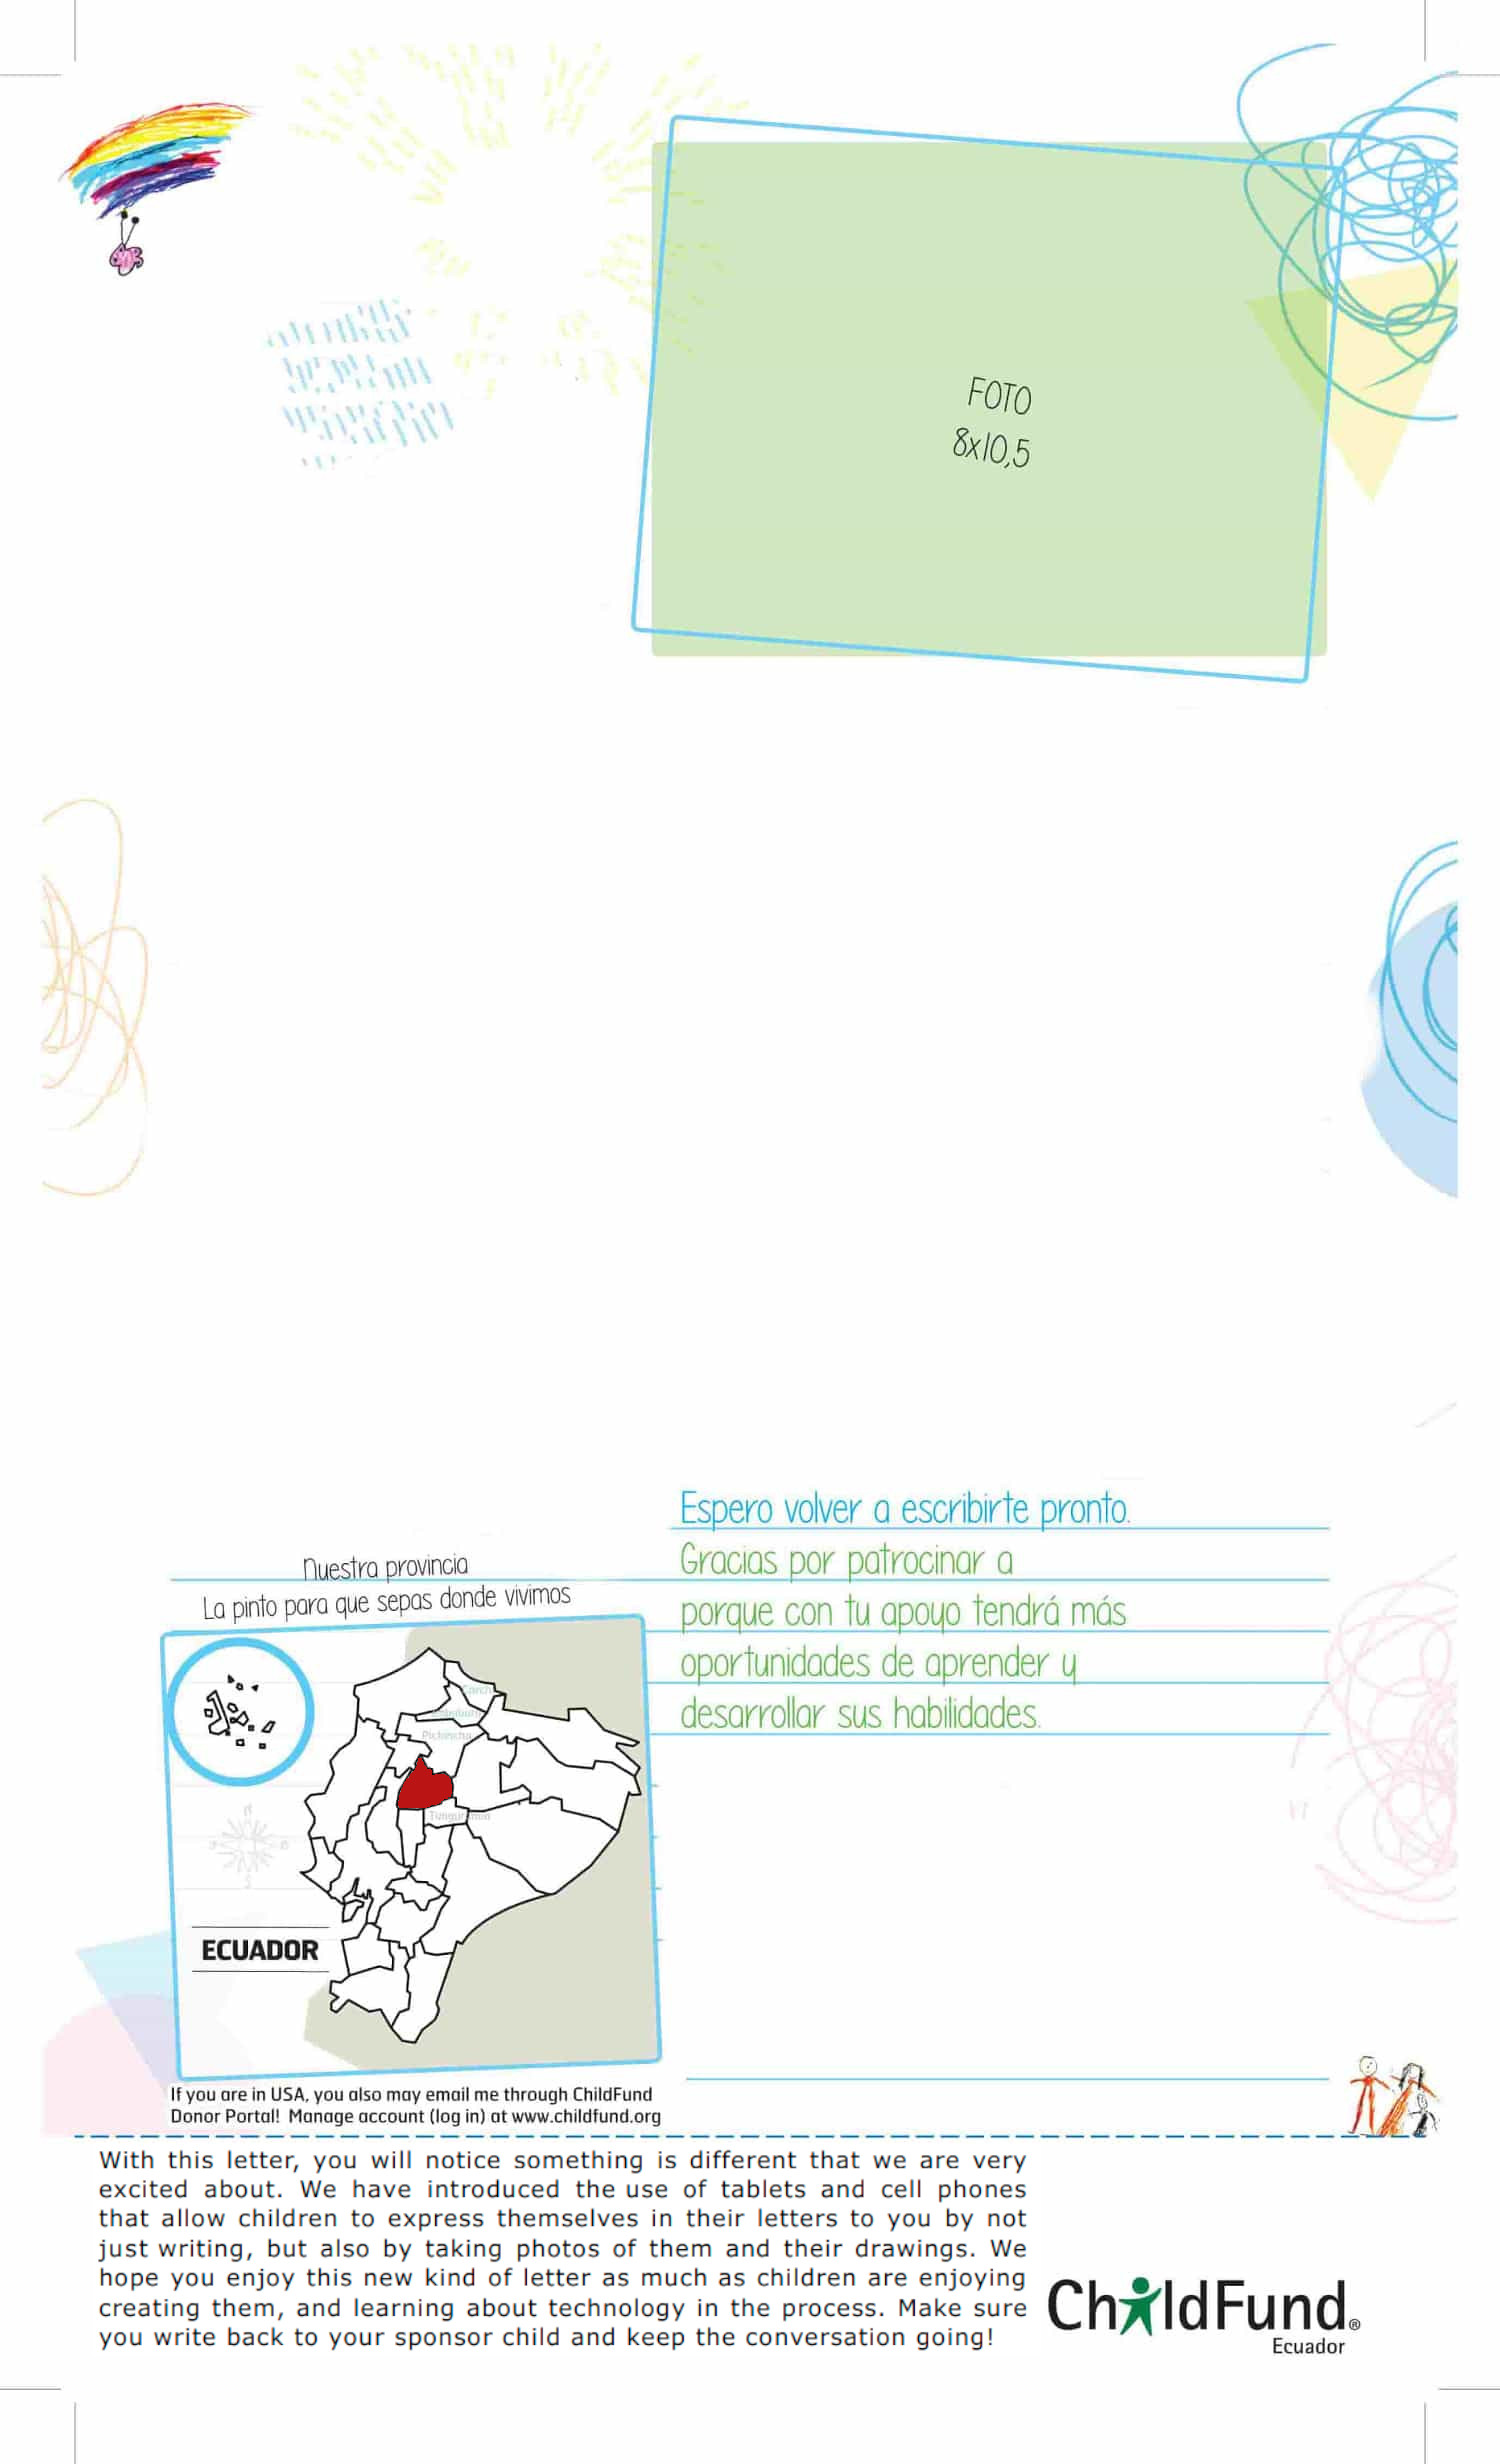 FOTO
8x10,5
Espero volver a escribirte pronto.
Gracias por patrocinar a
porque con tu apoyo tendrá más
oportunidades de aprender y
desarrollar sus habilidades.
Nuestra provincia
La pinto para que sepas donde vivimos
Carchi
Imbabura
Pichincha
Tungurahua
N
S
ECUADOR
If you are in USA, you also may email me through ChildFund
Donor Portal! Manage account (log in) at www.childfund.org
With this letter, you will notice something is different that we are very
excited about. We have introduced the use of tablets and cell phones
that allow children to express themselves in their letters to you by not
just writing, but also by taking photos of them and their drawings. We
hope you enjoy this new kind of letter as much as children are enjoying
creating them, and learning about technology in the process. Make sure
you write back to your sponsor child and keep the conversation going!
ChildFund®
Ecuador